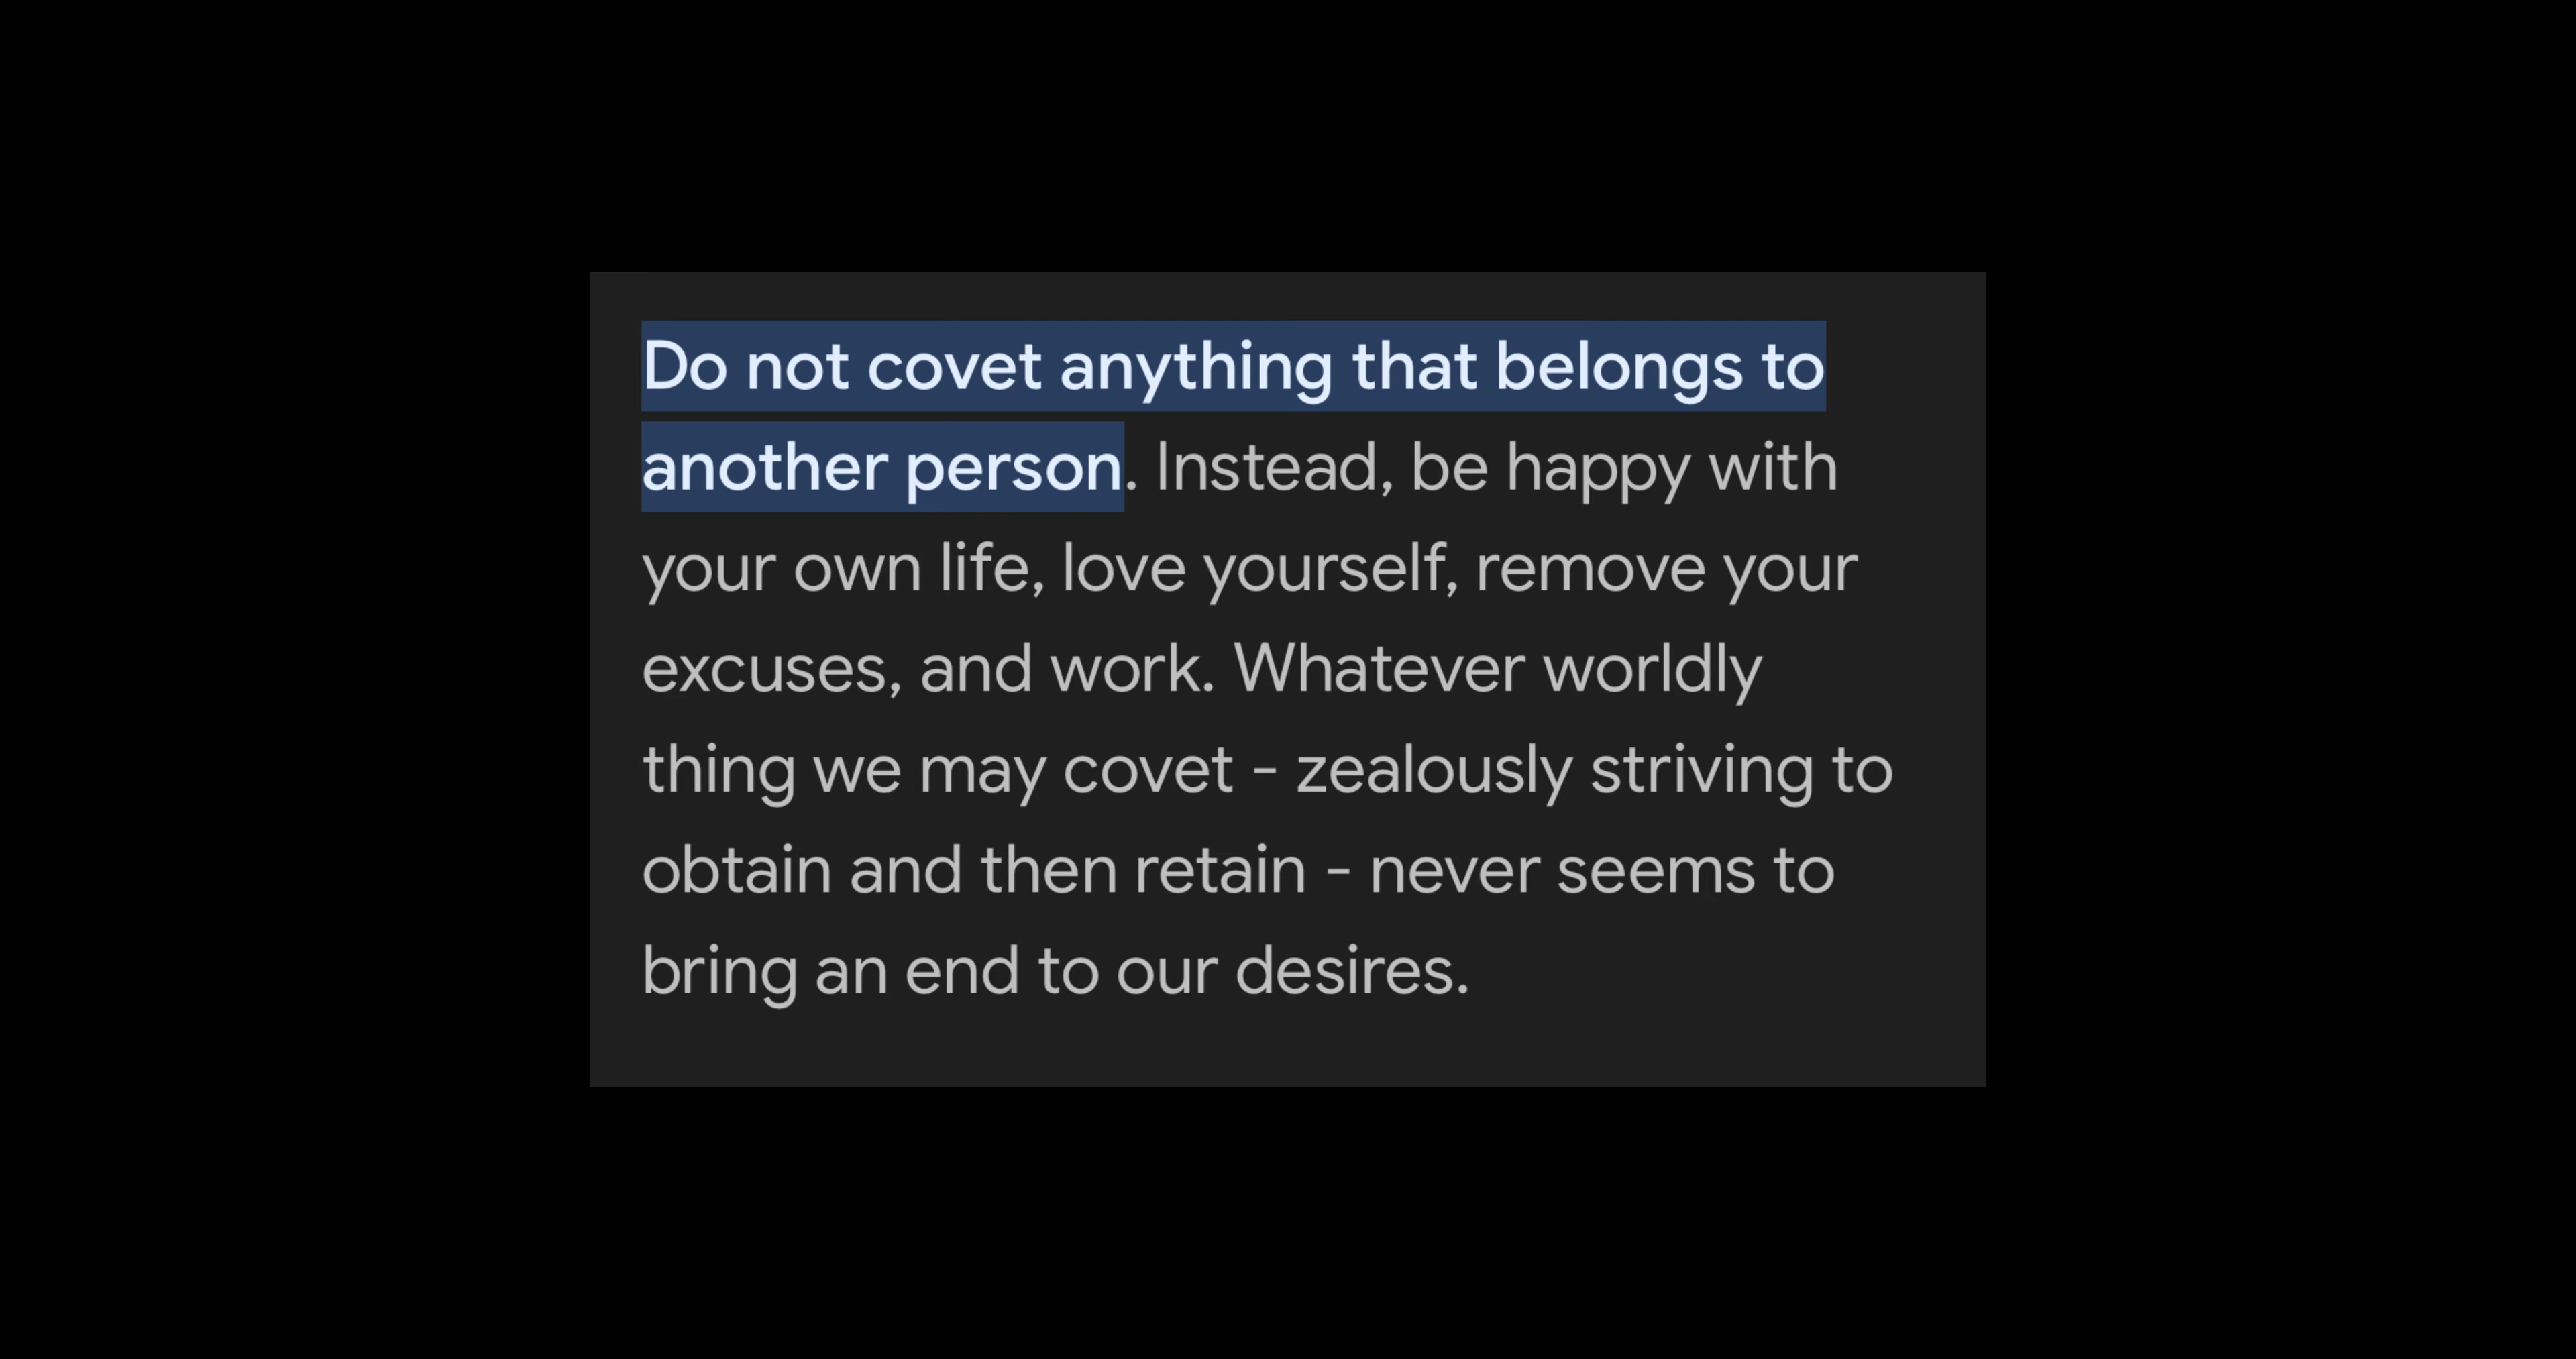 Do not covet anything that belongs to
another person. Instead, be happy with
your own life, love yourself, remove your
excuses, and work. Whatever worldly
thing we may covet - zealously striving to
obtain and then retain - never seems to
bring an end to our desires.